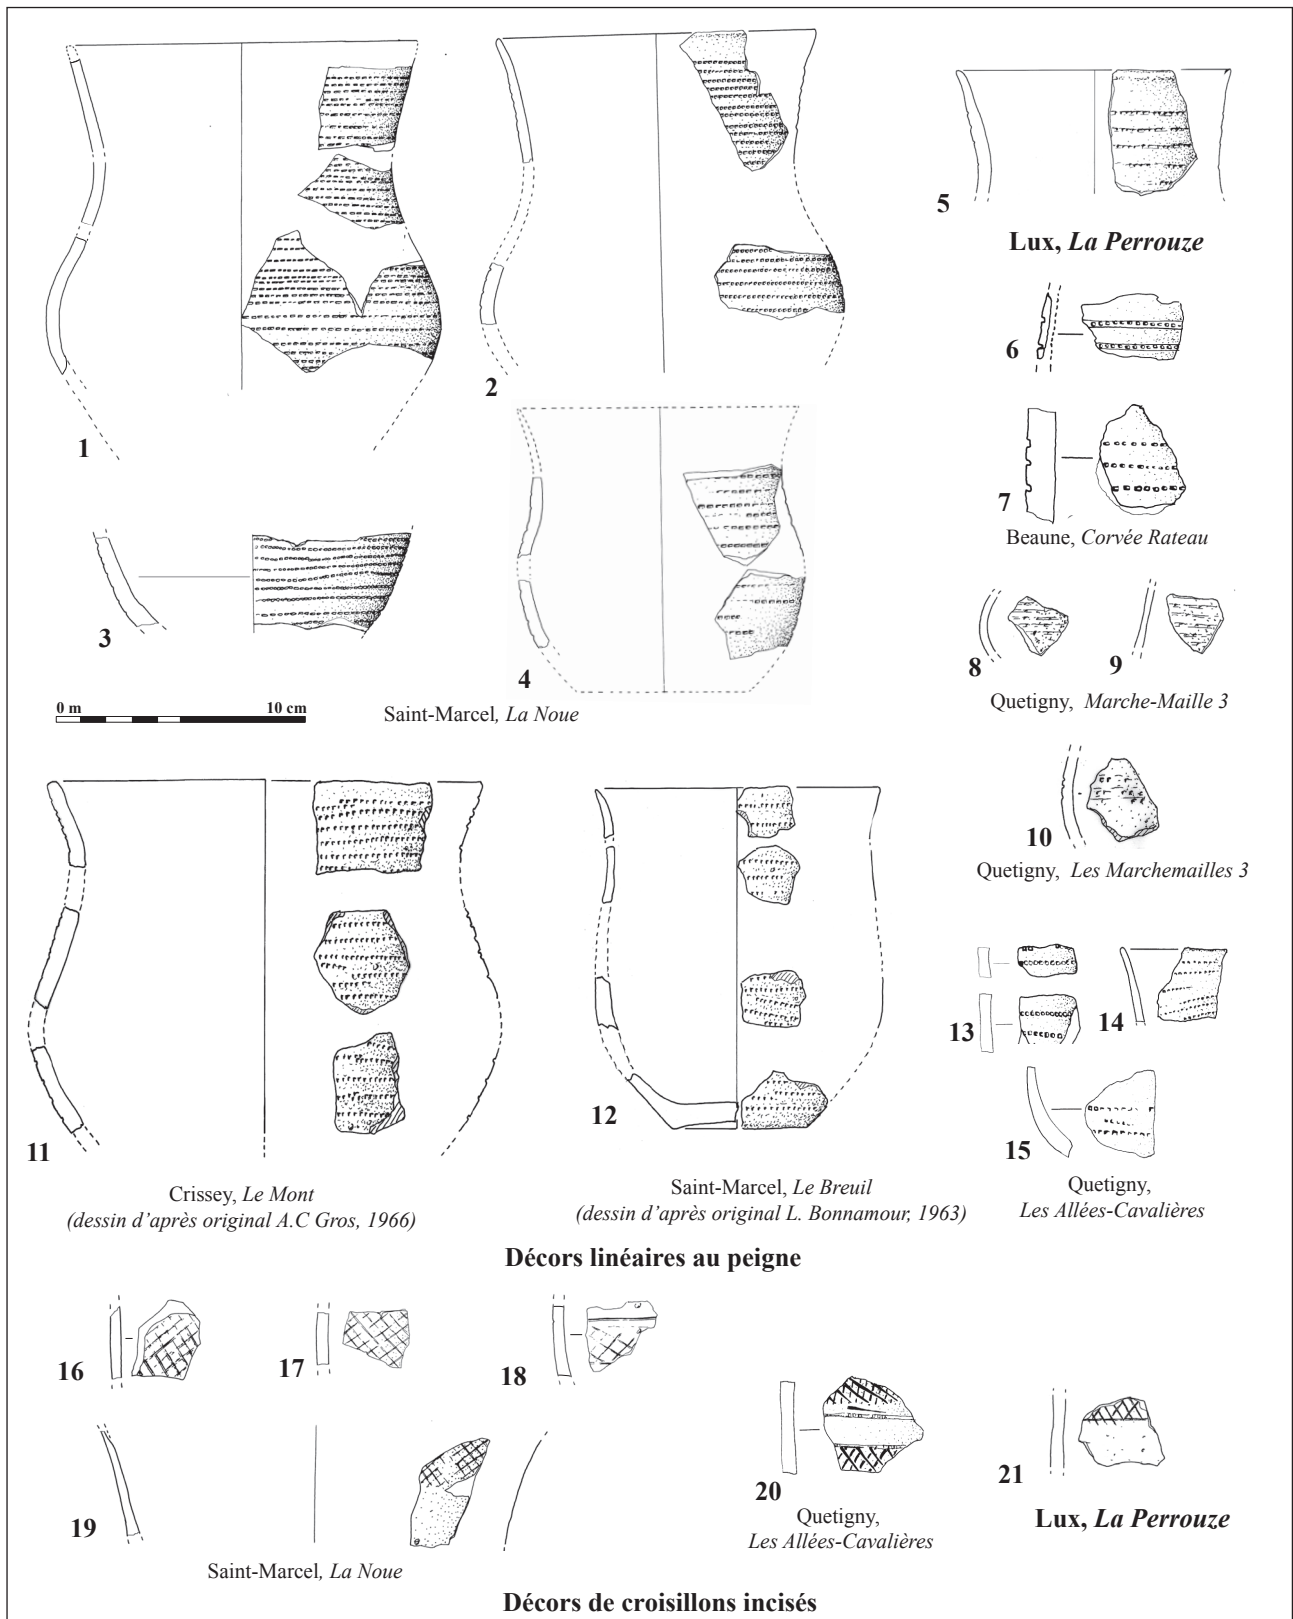 1
2
5
Lux, La Perrouze
6
7
Beaune, Corvée Rateau
3
4
8
9
Quetigny, Marche-Maille 3
0 m 10 cm
Saint-Marcel, La Noue
10
Quetigny, Les Marchemailles 3
11
12
13
14
15
Crissey, Le Mont
(dessin d'après original A.C Gros, 1966)
Saint-Marcel, Le Breuil
(dessin d'après original L. Bonnamour, 1963)
Quetigny,
Les Allées-Cavalières
Décors linéaires au peigne
16
17
18
19
20
21
Quetigny,
Les Allées-Cavalières
Lux, La Perrouze
Saint-Marcel, La Noue
Décors de croisillons incisés